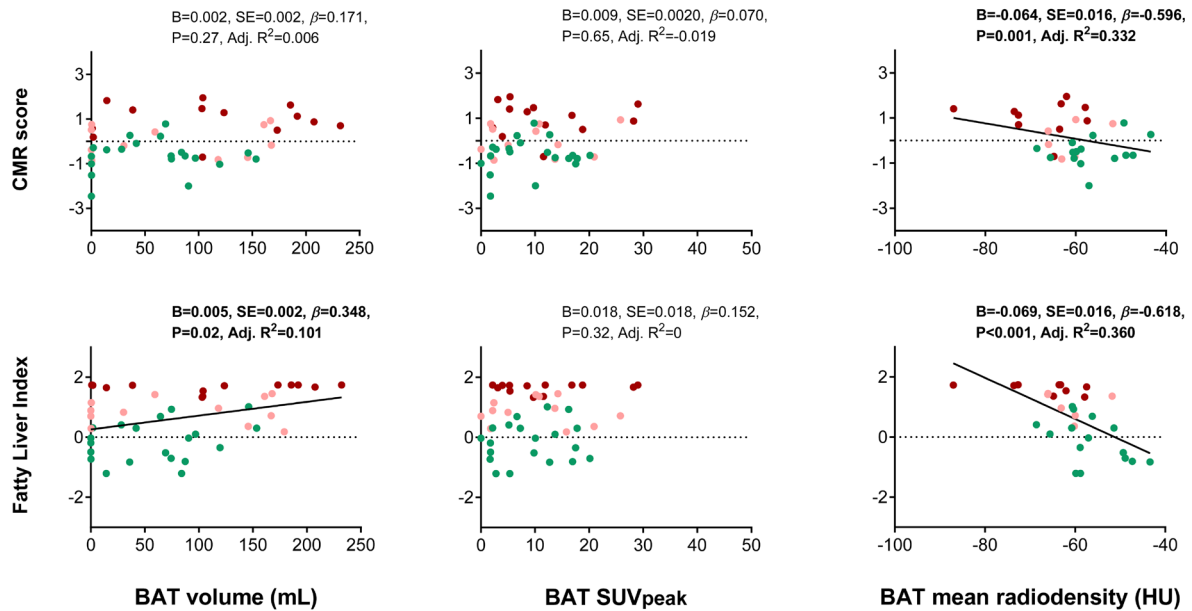 B=0.002, SE=0.002, β=0.171,
P=0.27, Adj. R²=0.006
B=0.009, SE=0.0020, β=0.070,
P=0.65, Adj. R²=-0.019
B=-0.064, SE=0.016, β=-0.596,
P=0.001, Adj. R²=0.332
CMR score
3
1
-1
-3
0 50 100 150 200 250
3
1
-1
-3
0 10 20 30 40 50
3
1
-1
-3
-100 -80 -60 -40
B=0.005, SE=0.002, β=0.348,
P=0.02, Adj. R²=0.101
B=0.018, SE=0.018, β=0.152,
P=0.32, Adj. R²=0
B=-0.069, SE=0.016, β=-0.618,
P<0.001, Adj. R²=0.360
Fatty Liver Index
2
0
-2
0 50 100 150 200 250
2
0
-2
0 10 20 30 40 50
2
0
-2
-100 -80 -60 -40
BAT volume (mL)
BAT SUVpeak
BAT mean radiodensity (HU)